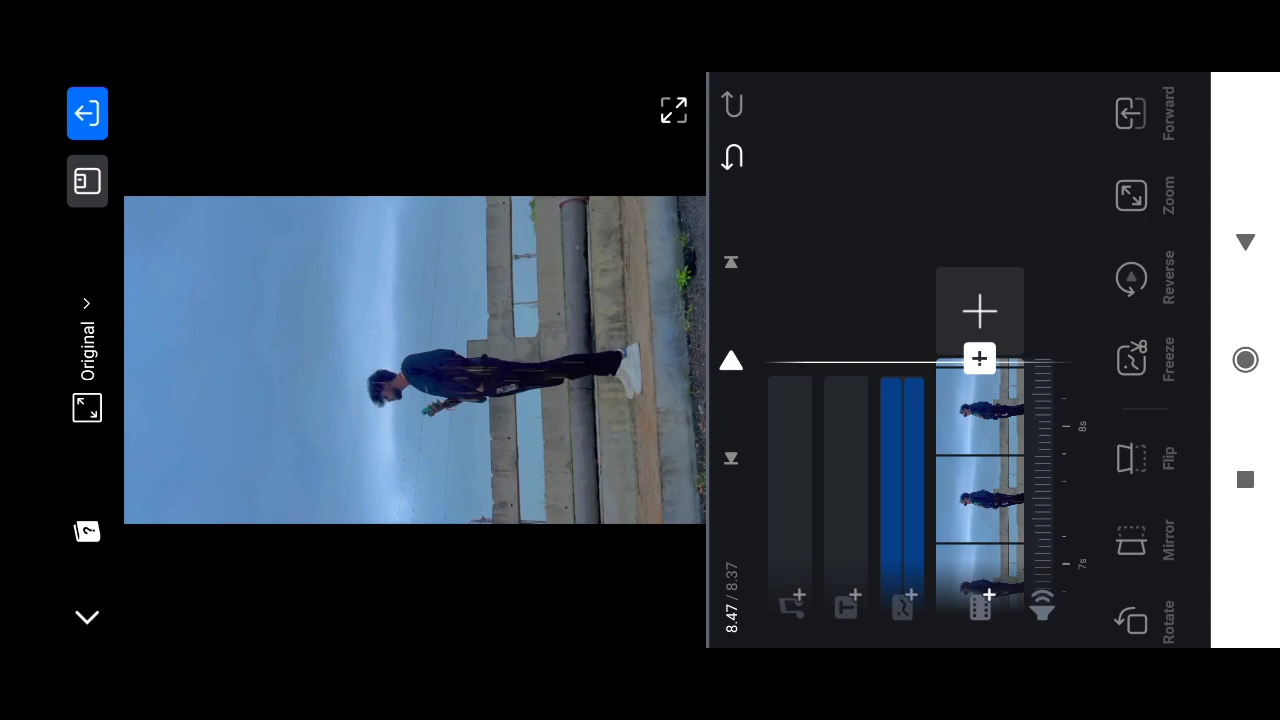 Original
?
8.47 / 8.37
T
7s
8s
Rotate
Mirror
Flip
Freeze
Reverse
Zoom
Forward